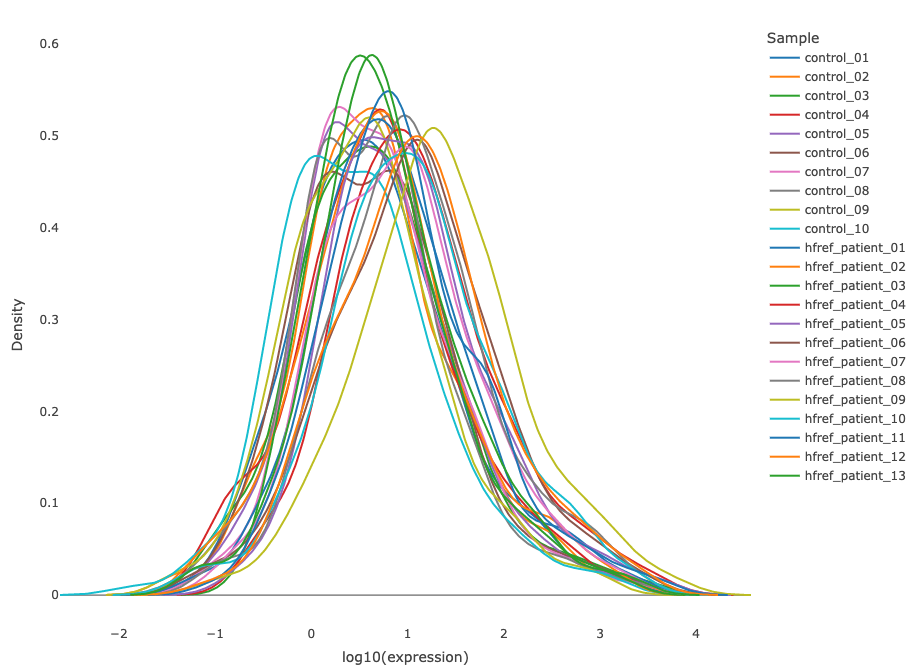 Sample
control_01
control_02
control_03
control_04
control_05
control_06
control_07
control_08
control_09
control_10
hfref_patient_01
hfref_patient_02
hfref_patient_03
hfref_patient_04
hfref_patient_05
hfref_patient_06
hfref_patient_07
hfref_patient_08
hfref_patient_09
hfref_patient_10
hfref_patient_11
hfref_patient_12
hfref_patient_13
0.6
0.5
0.4
0.3
0.2
0.1
0
Density
−2 −1 0 1 2 3 4
log10(expression)